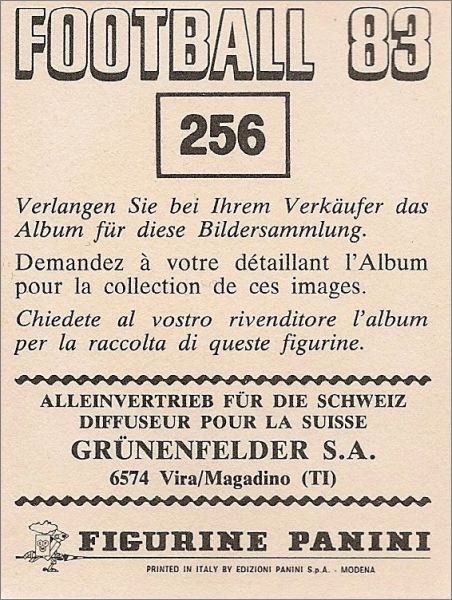 FOOTBALL 83
256
Verlangen Sie bei Ihrem Verkäufer das
Album für diese Bildersammlung.
Demandez à votre détaillant l'Album
pour la collection de ces images.
Chiedete al vostro rivenditore l'album
per la raccolta di queste figurine.
ALLEINVERTRIEB FÜR DIE SCHWEIZ
DIFFUSEUR POUR LA SUISSE
GRÜNENFELDER S.A.
6574 Vira/Magadino (TI)
FIGURINE PANINI
PRINTED IN ITALY BY EDIZIONI PANINI S.p.A. - MODENA